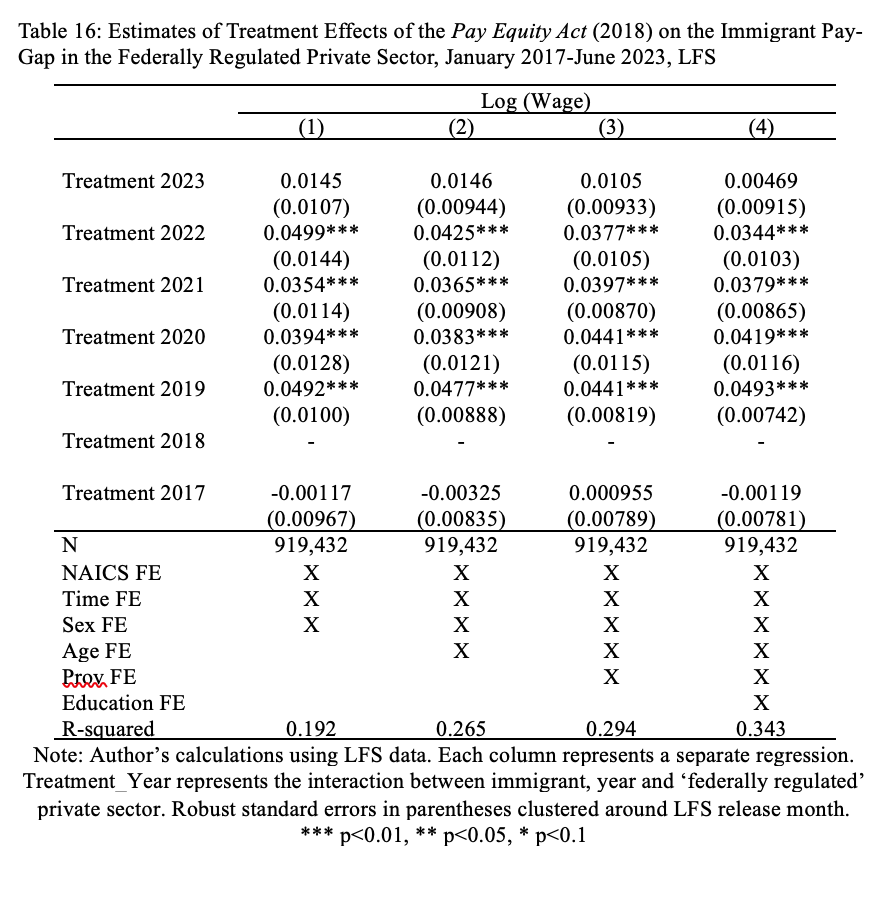 Table 16: Estimates of Treatment Effects of the Pay Equity Act (2018) on the Immigrant Pay-
Gap in the Federally Regulated Private Sector, January 2017-June 2023, LFS
Log (Wage)
(1) (2) (3) (4)
Treatment 2023 0.0145 0.0146 0.0105 0.00469
(0.0107) (0.00944) (0.00933) (0.00915)
Treatment 2022 0.0499*** 0.0425*** 0.0377*** 0.0344***
(0.0144) (0.0112) (0.0105) (0.0103)
Treatment 2021 0.0354*** 0.0365*** 0.0397*** 0.0379***
(0.0114) (0.00908) (0.00870) (0.00865)
Treatment 2020 0.0394*** 0.0383*** 0.0441*** 0.0419***
(0.0128) (0.0121) (0.0115) (0.0116)
Treatment 2019 0.0492*** 0.0477*** 0.0441*** 0.0493***
(0.0100) (0.00888) (0.00819) (0.00742)
Treatment 2018 - - - -
Treatment 2017 -0.00117 -0.00325 0.000955 -0.00119
(0.00967) (0.00835) (0.00789) (0.00781)
N 919,432 919,432 919,432 919,432
NAICS FE X X X X
Time FE X X X X
Sex FE X X X X
Age FE X X X
Prov FE X X
Education FE X
R-squared 0.192 0.265 0.294 0.343
Note: Author’s calculations using LFS data. Each column represents a separate regression.
Treatment_Year represents the interaction between immigrant, year and ‘federally regulated’
private sector. Robust standard errors in parentheses clustered around LFS release month.
*** p<0.01, ** p<0.05, * p<0.1